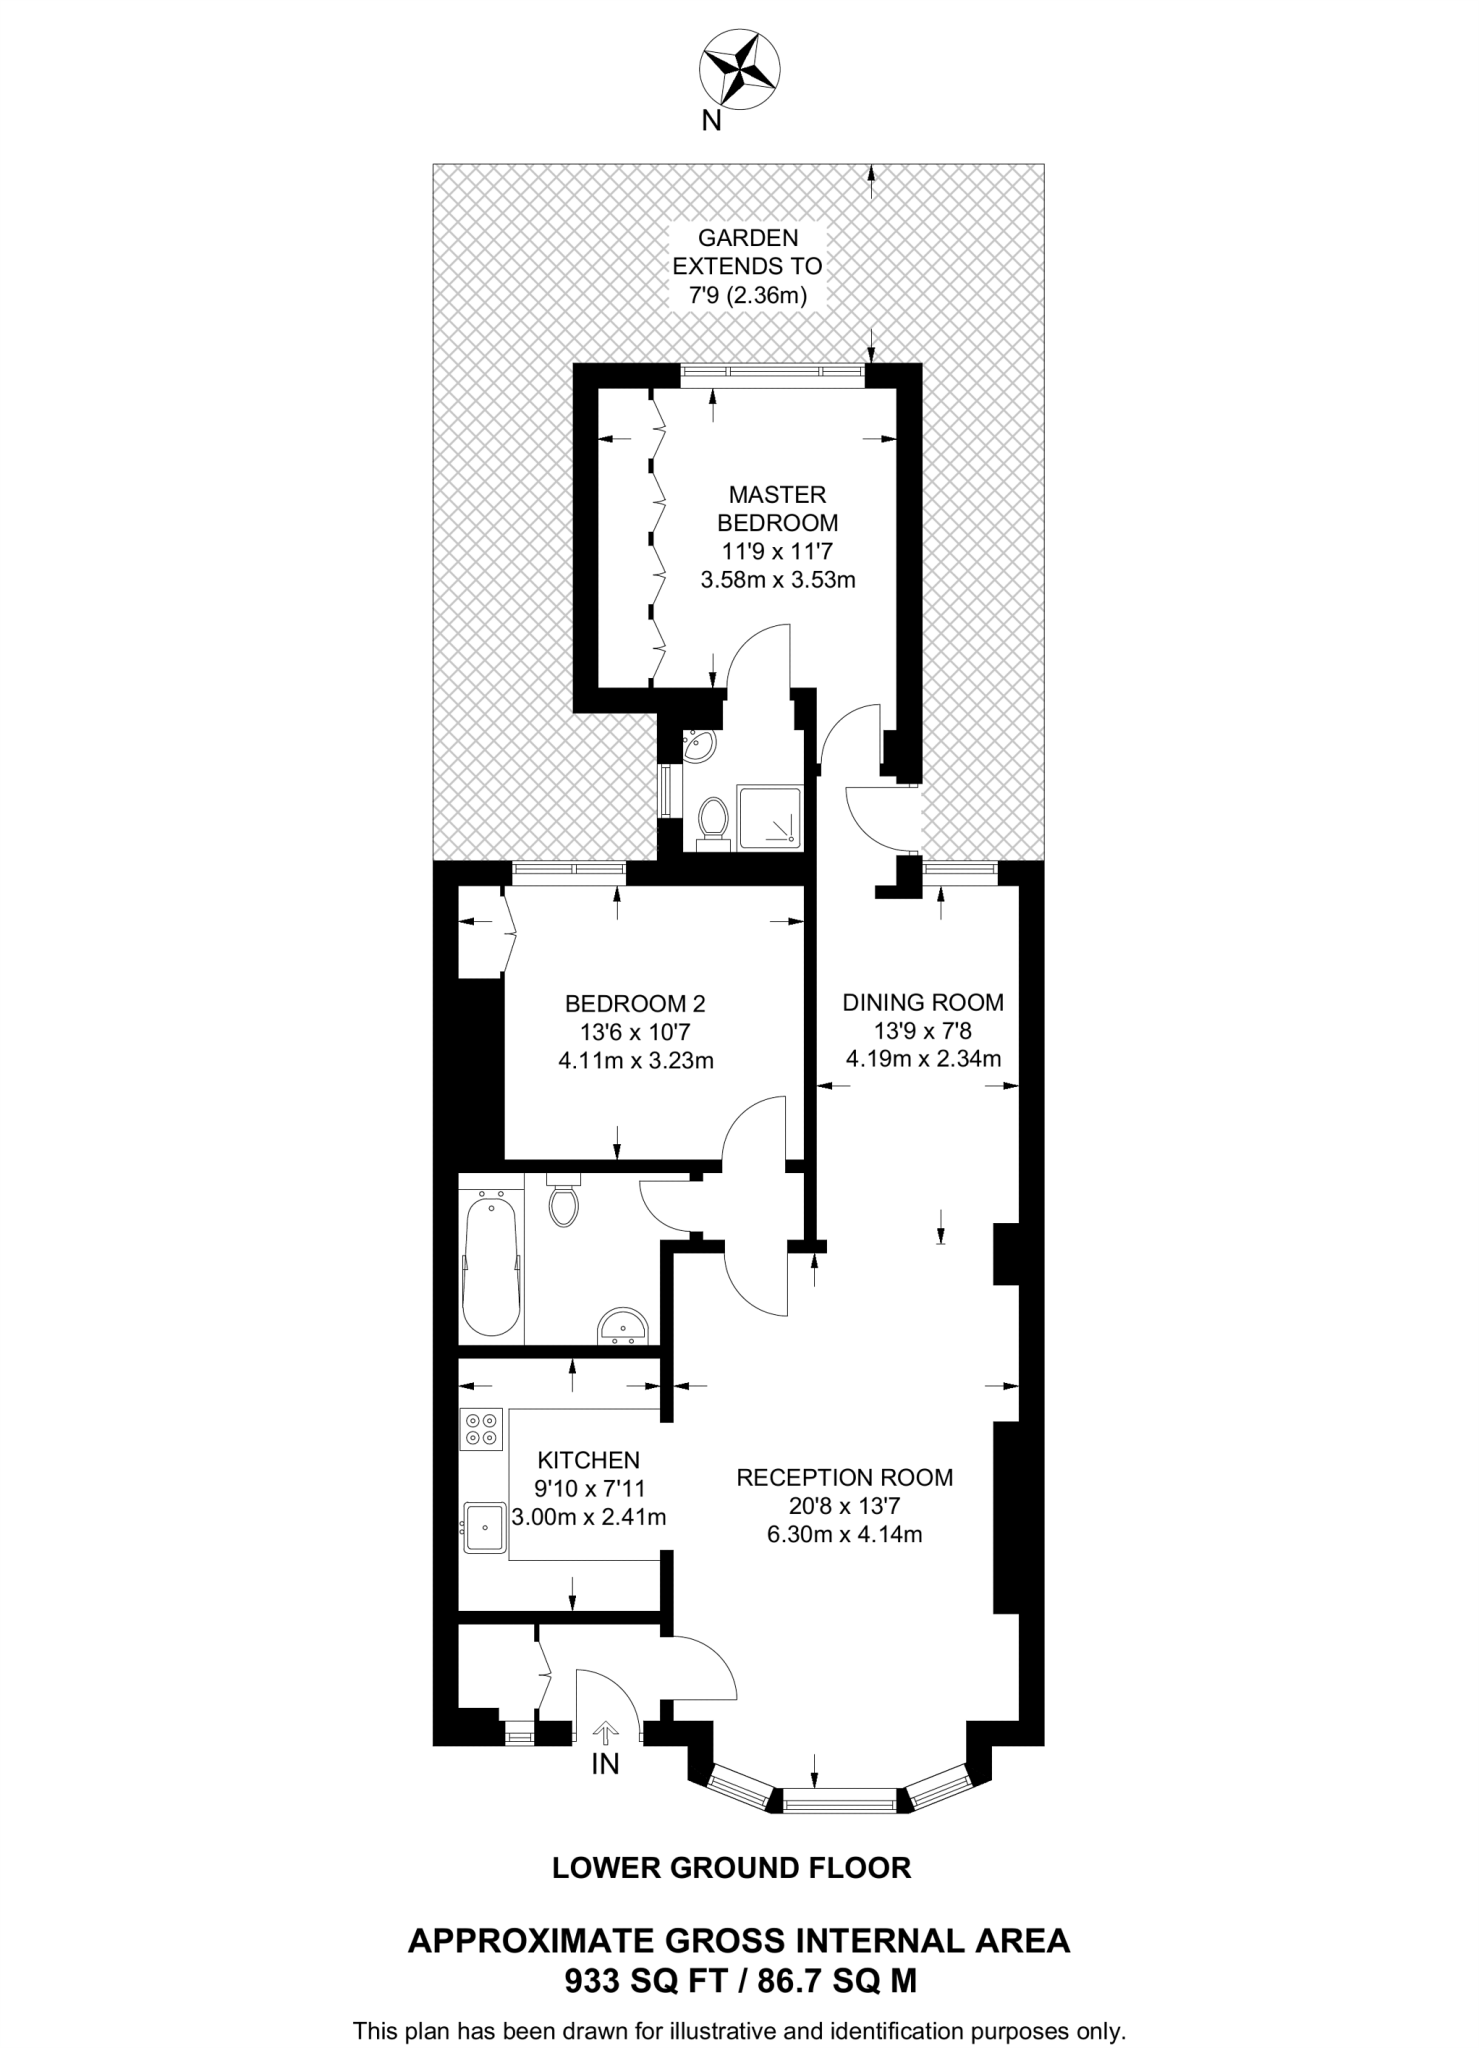 N
GARDEN
EXTENDS TO
7'9 (2.36m)
MASTER
BEDROOM
11'9 x 11'7
3.58m x 3.53m
BEDROOM 2
13'6 x 10'7
4.11m x 3.23m
DINING ROOM
13'9 x 7'8
4.19m x 2.34m
KITCHEN
9'10 x 7'11
3.00m x 2.41m
RECEPTION ROOM
20'8 x 13'7
6.30m x 4.14m
IN
LOWER GROUND FLOOR
APPROXIMATE GROSS INTERNAL AREA
933 SQ FT / 86.7 SQ M
This plan has been drawn for illustrative and identification purposes only.